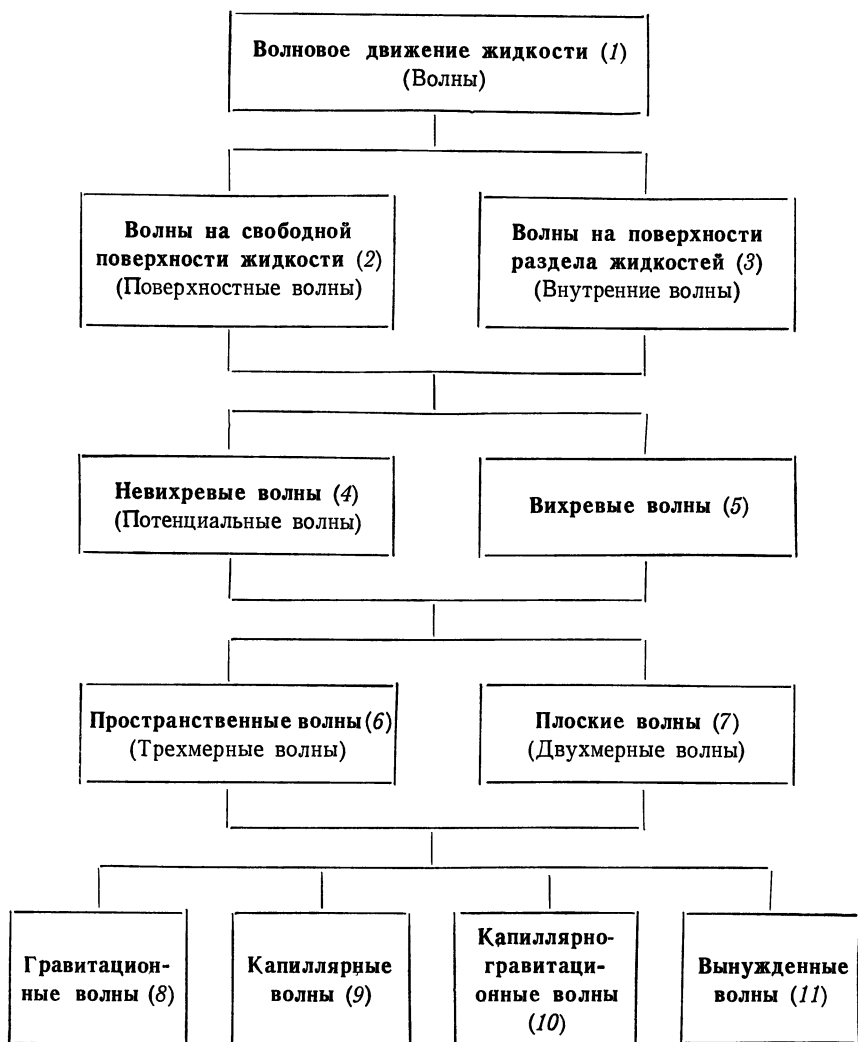 Волновое движение жидкости (1)
(Волны)
Волны на свободной
поверхности жидкости (2)
(Поверхностные волны)
Волны на поверхности
раздела жидкостей (3)
(Внутренние волны)
Невихревые волны (4)
(Потенциальные волны)
Вихревые волны (5)
Пространственные волны (6)
(Трехмерные волны)
Плоские волны (7)
(Двухмерные волны)
Гравитацион-
ные волны (8)
Капиллярные
волны (9)
Капиллярно-
гравитаци-
онные волны
(10)
Вынужденные
волны (11)